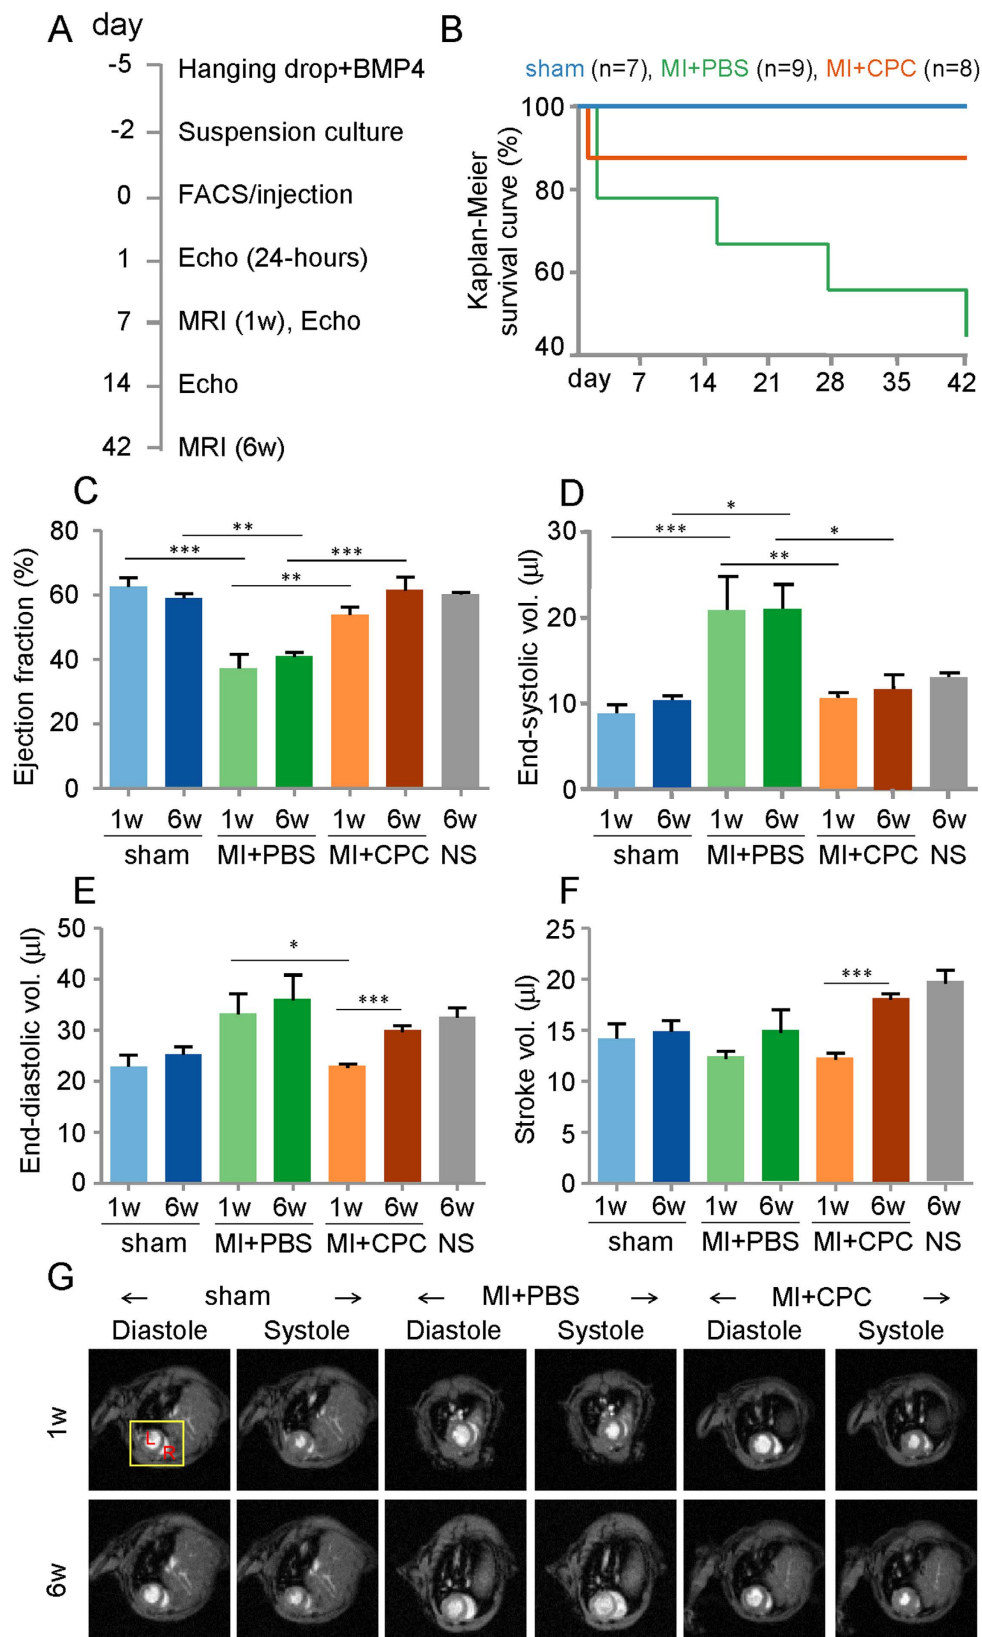 A day
-5 Hanging drop+BMP4
-2 Suspension culture
0 FACS/injection
1 Echo (24-hours)
7 MRI (1w), Echo
14 Echo
42 MRI (6w)
B
sham (n=7), MI+PBS (n=9), MI+CPC (n=8)
Kaplan-Meier
survival curve (%)
100
80
60
40
day 7 14 21 28 35 42
C
Ejection fraction (%)
80
60
40
20
0
**
*** ***
**
1w 6w 1w 6w 1w 6w 6w
sham MI+PBS MI+CPC NS
D
End-systolic vol. (µl)
30
20
10
0
*
*** *
**
1w 6w 1w 6w 1w 6w 6w
sham MI+PBS MI+CPC NS
E
End-diastolic vol. (µl)
50
40
30
20
10
0
*
***
1w 6w 1w 6w 1w 6w 6w
sham MI+PBS MI+CPC NS
F
Stroke vol. (µl)
25
20
15
10
5
0
***
1w 6w 1w 6w 1w 6w 6w
sham MI+PBS MI+CPC NS
G
← sham → ← MI+PBS → ← MI+CPC →
Diastole Systole Diastole Systole Diastole Systole
1w
L
R
6w